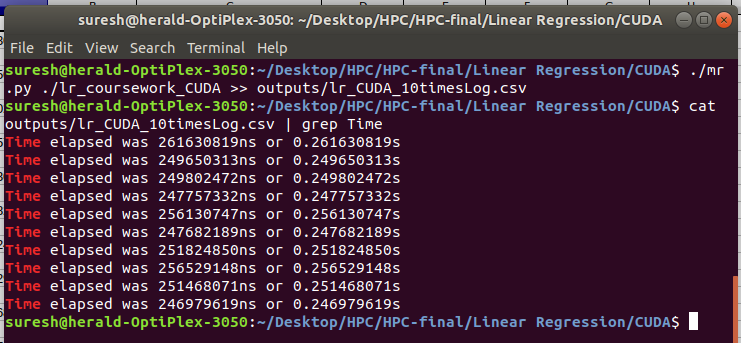 suresh@herald-OptiPlex-3050: ~/Desktop/HPC/HPC-final/Linear Regression/CUDA
File Edit View Search Terminal Help
suresh@herald-OptiPlex-3050:~/Desktop/HPC/HPC-final/Linear Regression/CUDA$ ./mr
.py ./lr_coursework_CUDA >> outputs/lr_CUDA_10timesLog.csv
suresh@herald-OptiPlex-3050:~/Desktop/HPC/HPC-final/Linear Regression/CUDA$ cat
outputs/lr_CUDA_10timesLog.csv | grep Time
Time elapsed was 261630819ns or 0.261630819s
Time elapsed was 249650313ns or 0.249650313s
Time elapsed was 249802472ns or 0.249802472s
Time elapsed was 247757332ns or 0.247757332s
Time elapsed was 256130747ns or 0.256130747s
Time elapsed was 247682189ns or 0.247682189s
Time elapsed was 251824850ns or 0.251824850s
Time elapsed was 256529148ns or 0.256529148s
Time elapsed was 251468071ns or 0.251468071s
Time elapsed was 246979619ns or 0.246979619s
suresh@herald-OptiPlex-3050:~/Desktop/HPC/HPC-final/Linear Regression/CUDA$